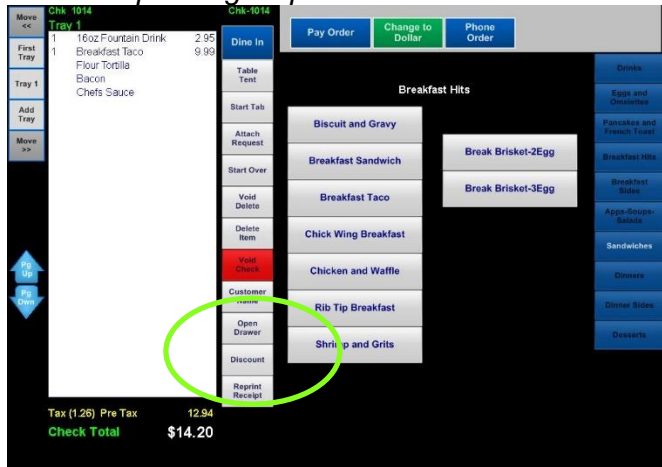 Move
<<
First
Tray
Tray 1
Add
Tray
Move
>>
Pg
Up
Pg
Dwn
Chk 1014
Chk-1014
Tray 1
1 16oz Fountain Drink 2.95
1 Breakfast Taco 9.99
Flour Tortilla
Bacon
Chefs Sauce
Tax (1.26) Pre Tax 12.94
Check Total $14.20
Dine In
Table
Tent
Start Tab
Attach
Request
Start Over
Void
Delete
Delete
Item
Void
Check
Customer
Name
Open
Drawer
Discount
Reprint
Receipt
Pay Order
Change to
Dollar
Phone
Order
Breakfast Hits
Biscuit and Gravy
Breakfast Sandwich
Breakfast Taco
Chick Wing Breakfast
Chicken and Waffle
Rib Tip Breakfast
Shrimp and Grits
Break Brisket-2Egg
Break Brisket-3Egg
Drinks
Eggs and
Omelettes
Pancakes and
French Toast
Breakfast Hits
Breakfast
Sides
Apps-Soups-
Salads
Sandwiches
Dinners
Dinner Sides
Desserts